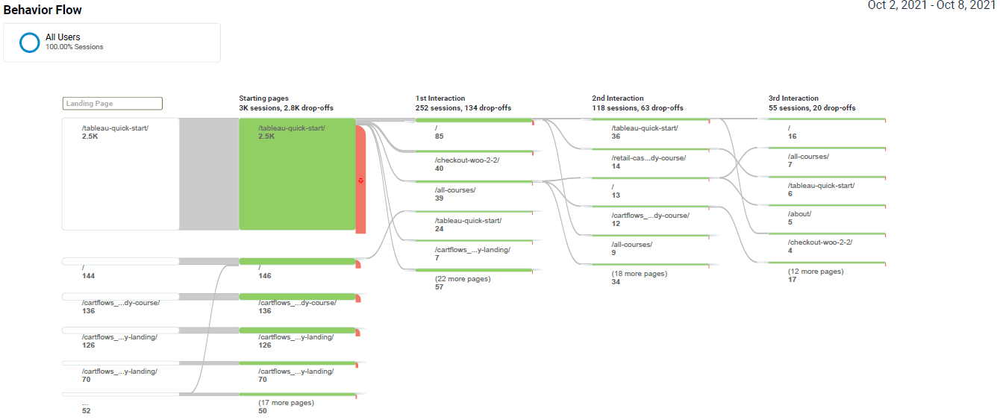 Behavior Flow
Oct 2, 2021 - Oct 8, 2021
All Users
100.00% Sessions
Landing Page
/tableau-quick-start/
2.5K
/
144
/cartflows_...dy-course/
136
/cartflows_...y-landing/
126
/cartflows_...y-landing/
70
...
52
Starting pages
3K sessions, 2.8K drop-offs
/tableau-quick-start/
2.5K
/
146
/cartflows_...dy-course/
136
/cartflows_...y-landing/
126
/cartflows_...y-landing/
70
(17 more pages)
50
1st Interaction
252 sessions, 134 drop-offs
/
85
/checkout-woo-2-2/
40
/all-courses/
39
/tableau-quick-start/
24
/cartflows_...y-landing/
7
(22 more pages)
57
2nd Interaction
118 sessions, 63 drop-offs
/tableau-quick-start/
36
/retail-cas...dy-course/
14
/
13
/cartflows_...dy-course/
12
/all-courses/
9
(18 more pages)
34
3rd Interaction
55 sessions, 20 drop-offs
/
16
/all-courses/
7
/tableau-quick-start/
6
/about/
5
/checkout-woo-2-2/
4
(12 more pages)
17